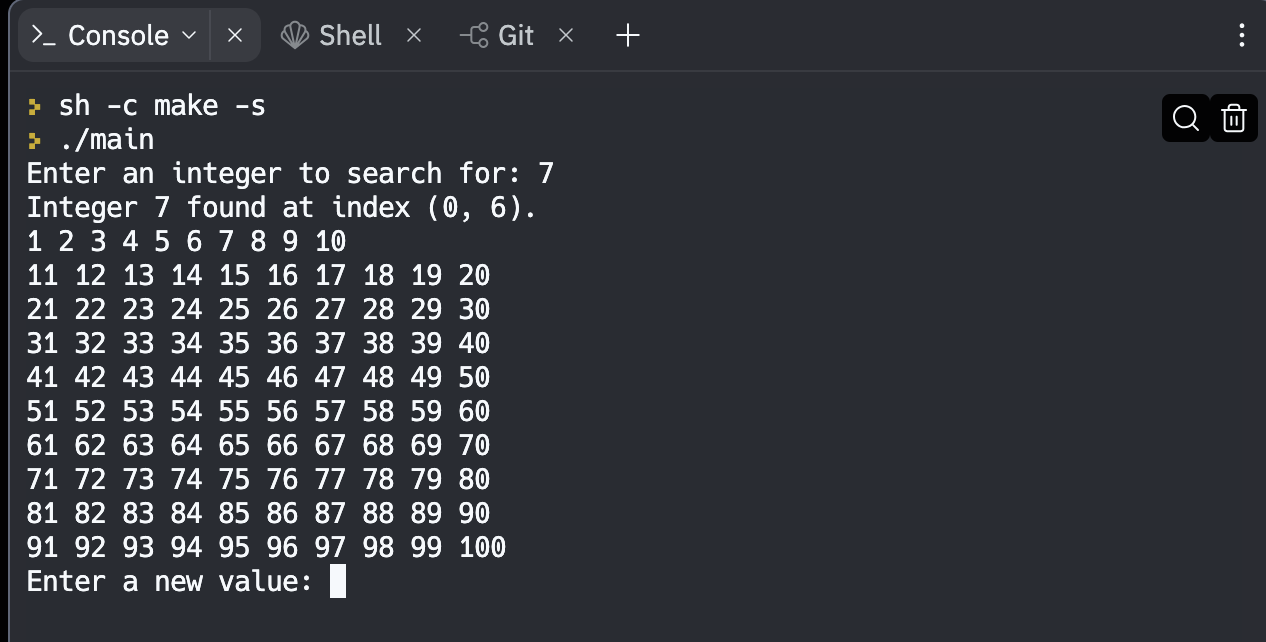 >_ Console
Shell
Git
sh -c make -s
./main
Enter an integer to search for: 7
Integer 7 found at index (0, 6).
1 2 3 4 5 6 7 8 9 10
11 12 13 14 15 16 17 18 19 20
21 22 23 24 25 26 27 28 29 30
31 32 33 34 35 36 37 38 39 40
41 42 43 44 45 46 47 48 49 50
51 52 53 54 55 56 57 58 59 60
61 62 63 64 65 66 67 68 69 70
71 72 73 74 75 76 77 78 79 80
81 82 83 84 85 86 87 88 89 90
91 92 93 94 95 96 97 98 99 100
Enter a new value: